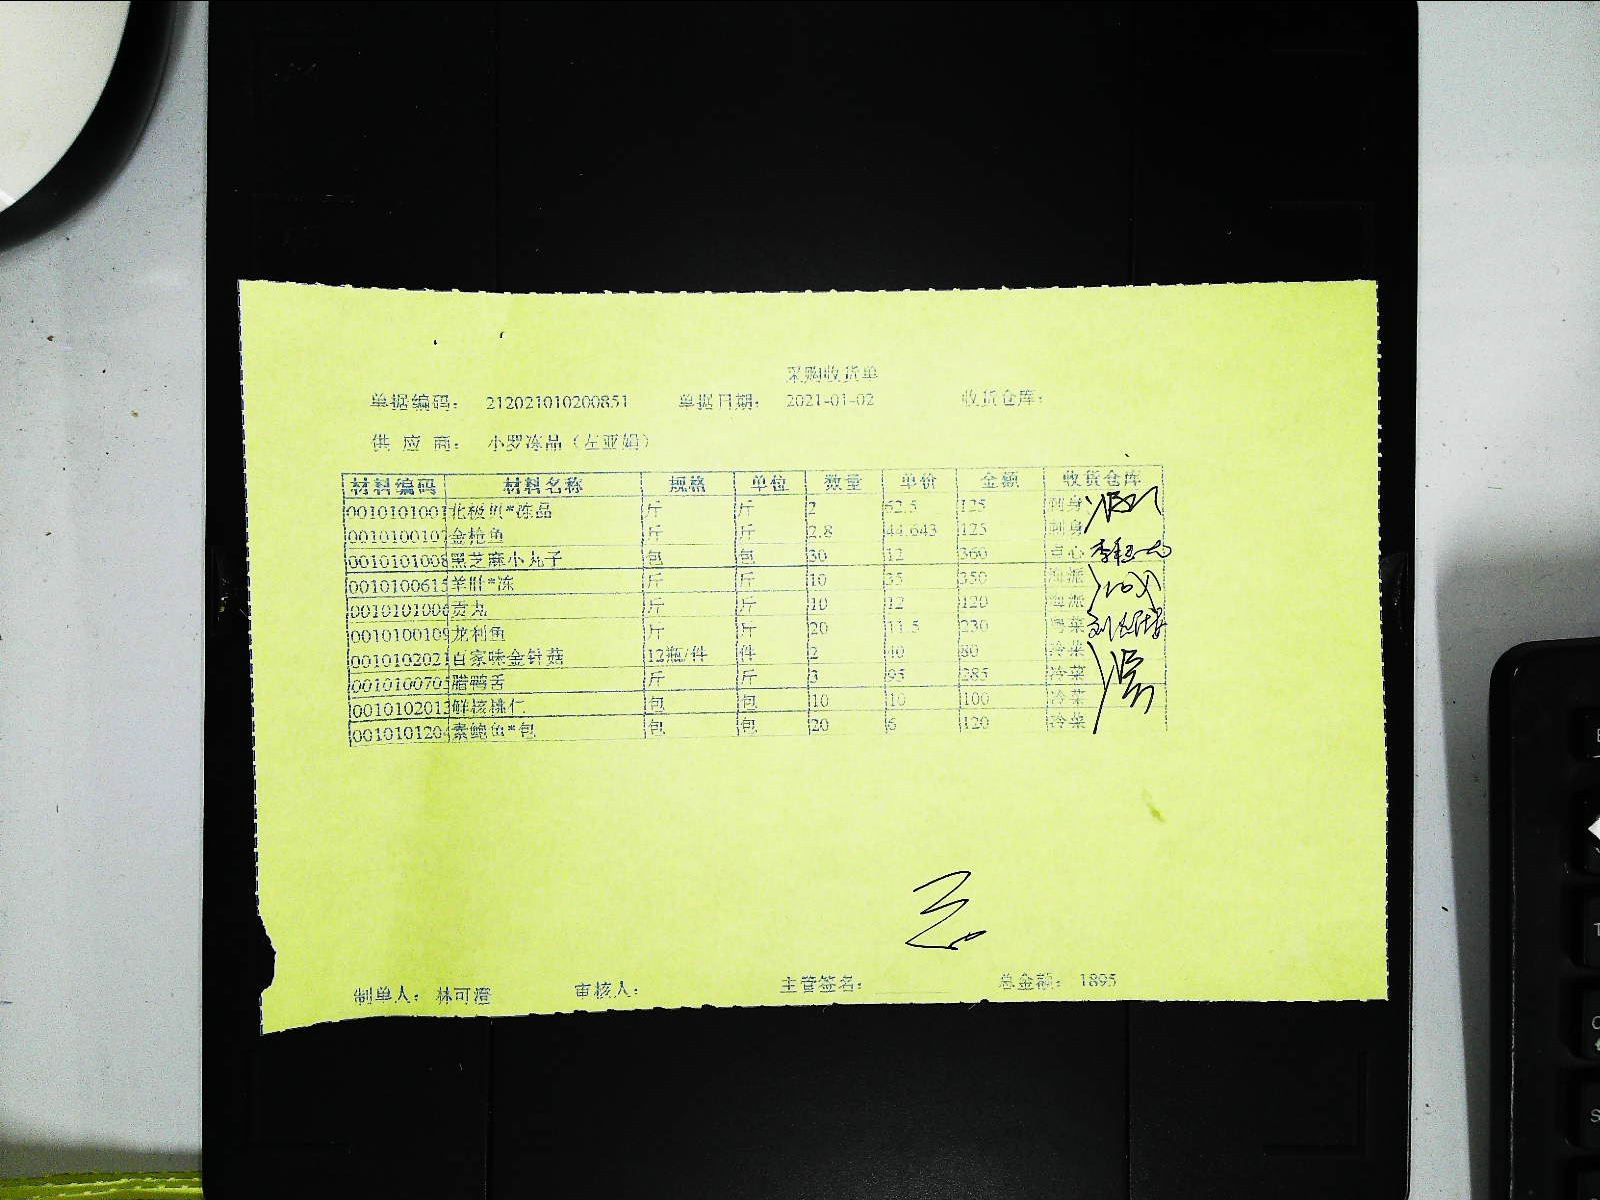 采购收货单
单据编码： 212021010200851 单据日期： 2021-01-02 收货仓库：
供 应 商： 小罗冻品（左亚娟）
材料编码 材料名称 规格 单位 数量 单价 金额 收货仓库
0010101001 北极贝*冻品 斤 斤 2 62.5 125 刺身
001010010 金枪鱼 斤 斤 2.8 44.643 125 刺身
0010101008 黑芝麻小丸子 包 包 30 12 360 点心
0010100615 羊肚*冻 斤 斤 10 35 350 海派
0010101006 贡丸 斤 斤 10 12 120 海派
0010100109 龙利鱼 斤 斤 20 11.5 230 粤菜
0010102021 百家味金针菇 12瓶/件 件 2 40 80 冷菜
001010070 腊鸭舌 斤 斤 3 95 285 冷菜
0010102013 鲜核桃仁 包 包 10 10 100 冷菜
001010120 素鲍鱼*包 包 包 20 6 120 冷菜
制单人： 林可澄 审核人： 主管签名： 总金额： 1895